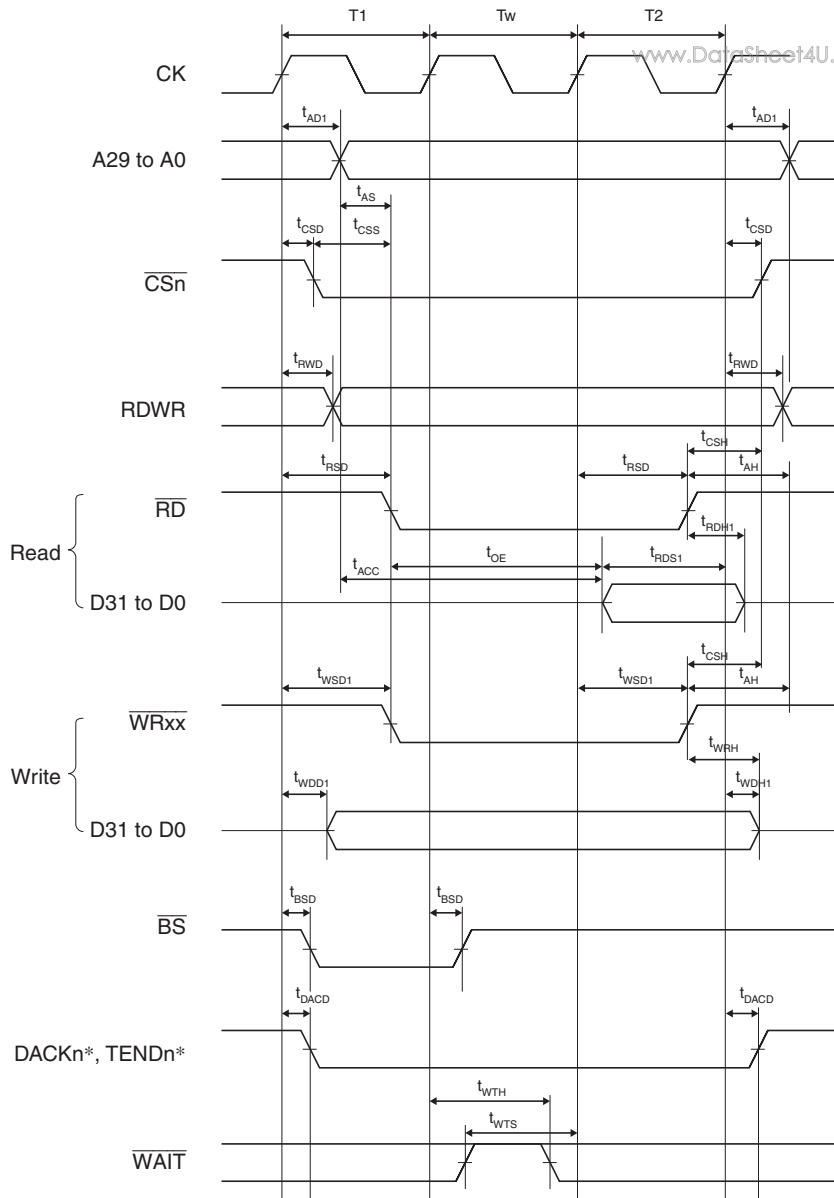 T1 Tw T2
www.DataSheet4U.
CK
tAD1 tAD1
A29 to A0
tAS
tCSD tCSS tCSD
CSn
tRWD tRWD
RDWR
tCSH
tRSD tRSD tAH
RD
tRDH1
Read
tOE tRDS1
tACC
D31 to D0
tCSH
tWSD1 tWSD1 tAH
WRxx
tWRH
Write
tWDD1 tWDH1
D31 to D0
tBSD tBSD
BS
tDACD tDACD
DACKn*, TENDn*
tWTH
tWTS
WAIT